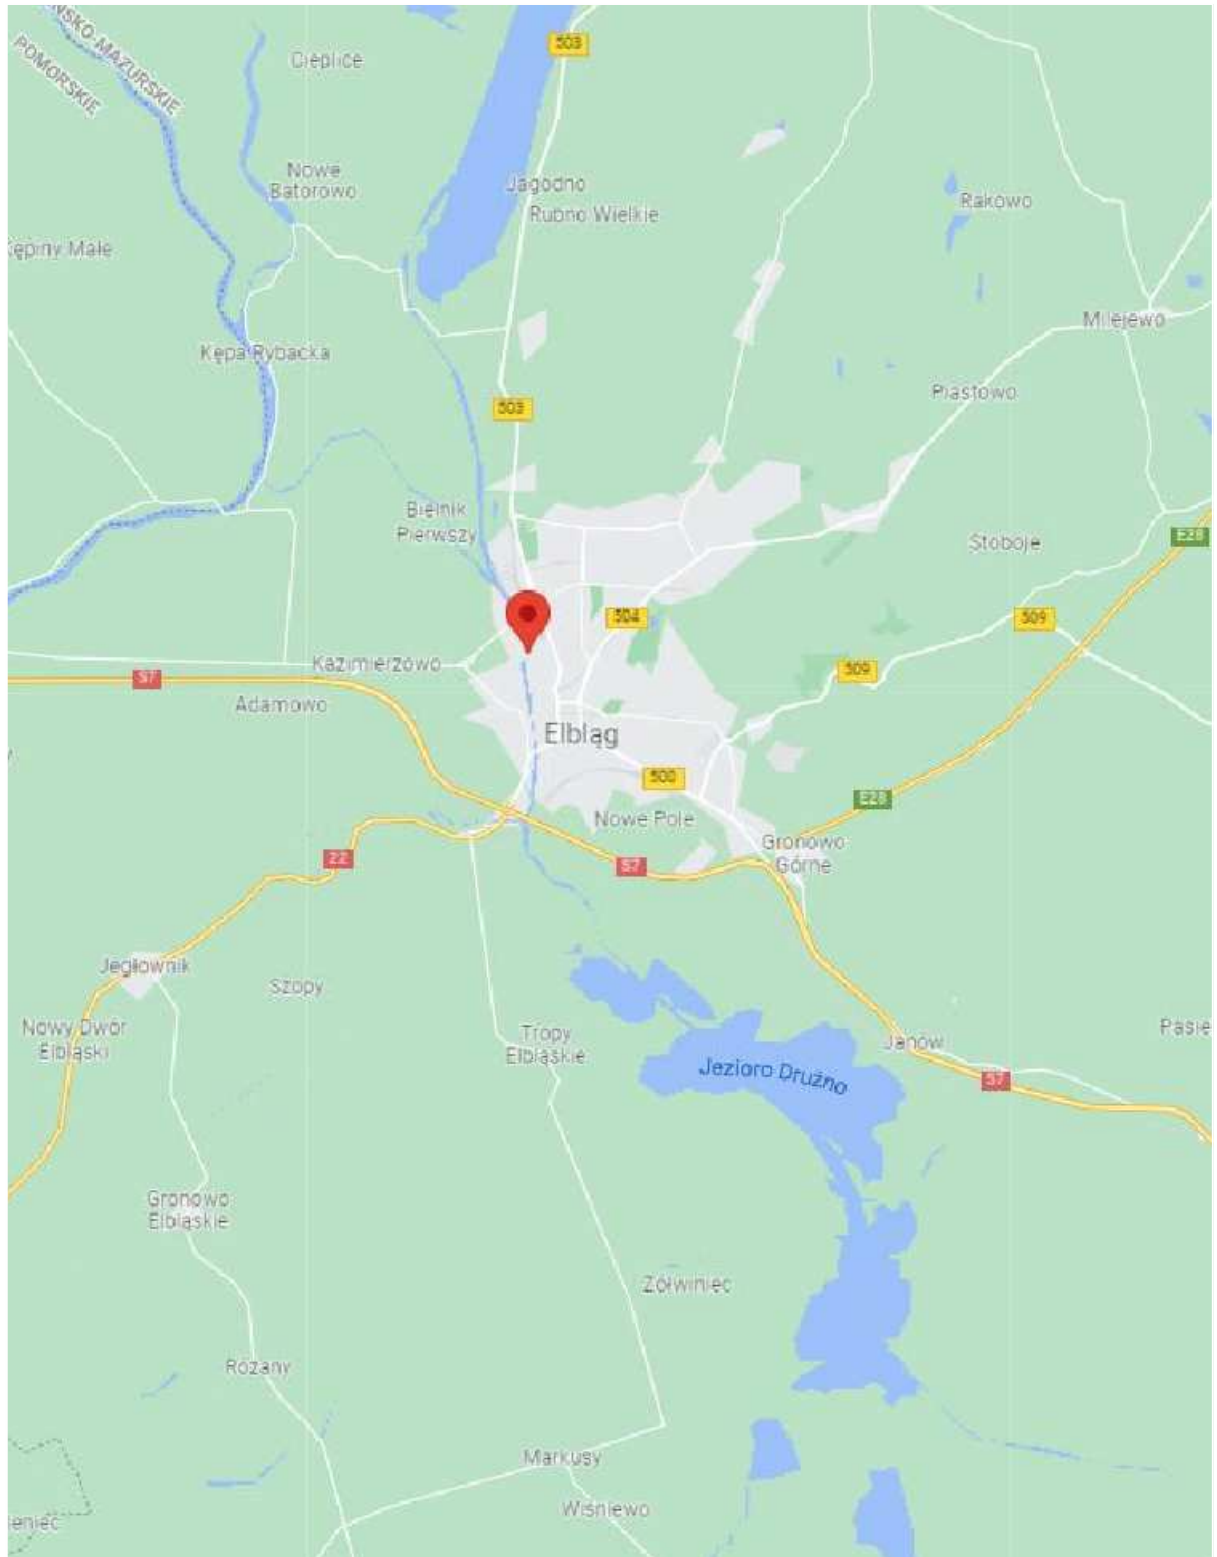 NSKO-MAZURSKIE
POMORSKIE
503
Cieplice
Nowe
Batorowo
Jagodno
Rubno Wielkie
Rakowo
Kępiny Małe
Milejewo
Kępa Rybacka
Piastowo
503
Bielnik
Pierwszy
Stoboje
E28
504
509
Kazimierzowo
509
S7
Adamowo
Elbląg
500
E28
Nowe Pole
Gronowo
Górne
22
S7
Jegłownik
Szopy
Nowy Dwór
Elbląski
Tropy
Elbląskie
Pasie
Janów
Jezioro Drużno
S7
Gronowo
Elbląskie
Żółwiniec
Różany
Markusy
Wiśniewo
eniec